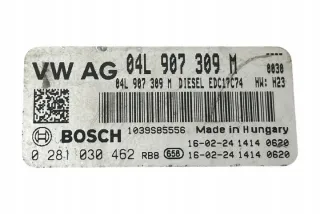 VW AG 04L 907 309 M
04L 907 309 M DIESEL EDC17C74 0030
HW: H23
BOSCH 1039S85556 Made in Hungary
16-02-24 1414 0620
0 281 030 462 RBB 658 16-02-24 1414 0620